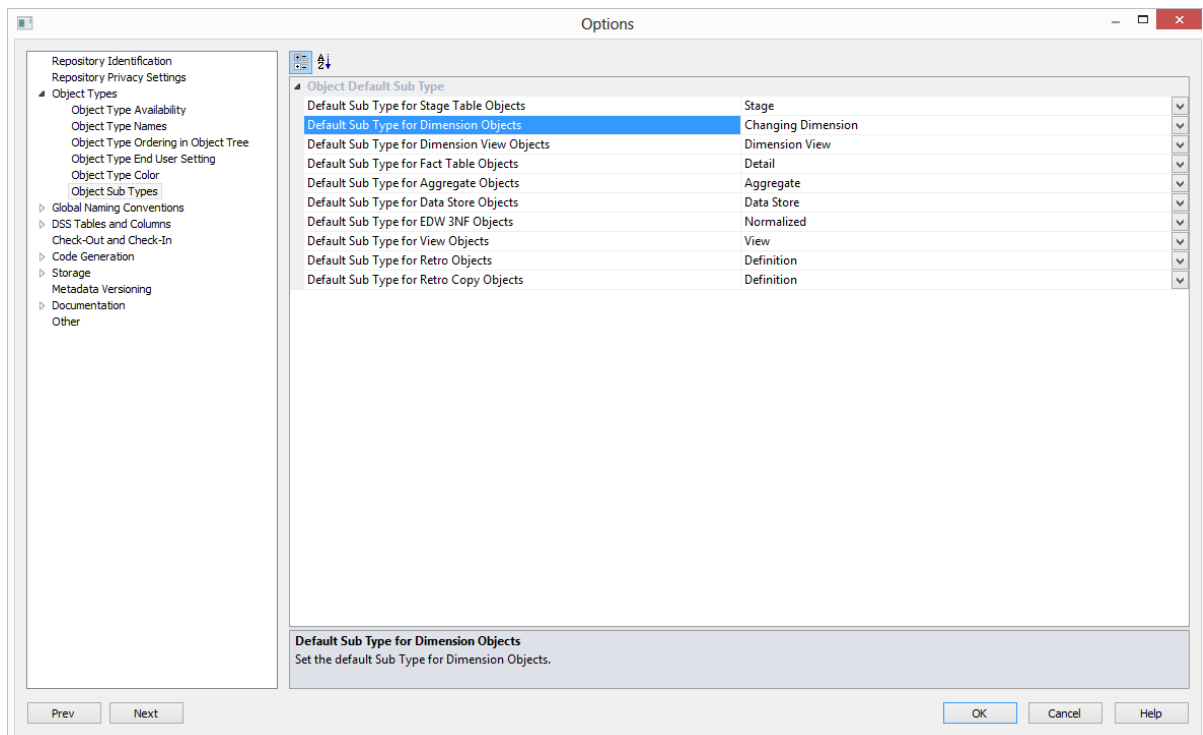 Options
Repository Identification
Repository Privacy Settings
Object Types
Object Type Availability
Object Type Names
Object Type Ordering in Object Tree
Object Type End User Setting
Object Type Color
Object Sub Types
Global Naming Conventions
DSS Tables and Columns
Check-Out and Check-In
Code Generation
Storage
Metadata Versioning
Documentation
Other
Object Default Sub Type
Default Sub Type for Stage Table Objects Stage
Default Sub Type for Dimension Objects Changing Dimension
Default Sub Type for Dimension View Objects Dimension View
Default Sub Type for Fact Table Objects Detail
Default Sub Type for Aggregate Objects Aggregate
Default Sub Type for Data Store Objects Data Store
Default Sub Type for EDW 3NF Objects Normalized
Default Sub Type for View Objects View
Default Sub Type for Retro Objects Definition
Default Sub Type for Retro Copy Objects Definition
Default Sub Type for Dimension Objects
Set the default Sub Type for Dimension Objects.
Prev Next OK Cancel Help